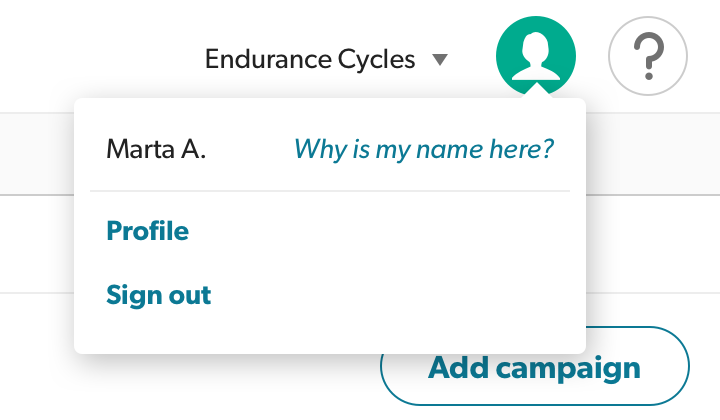 Endurance Cycles ▼
?
Marta A.
Why is my name here?
Profile
Sign out
Add campaign